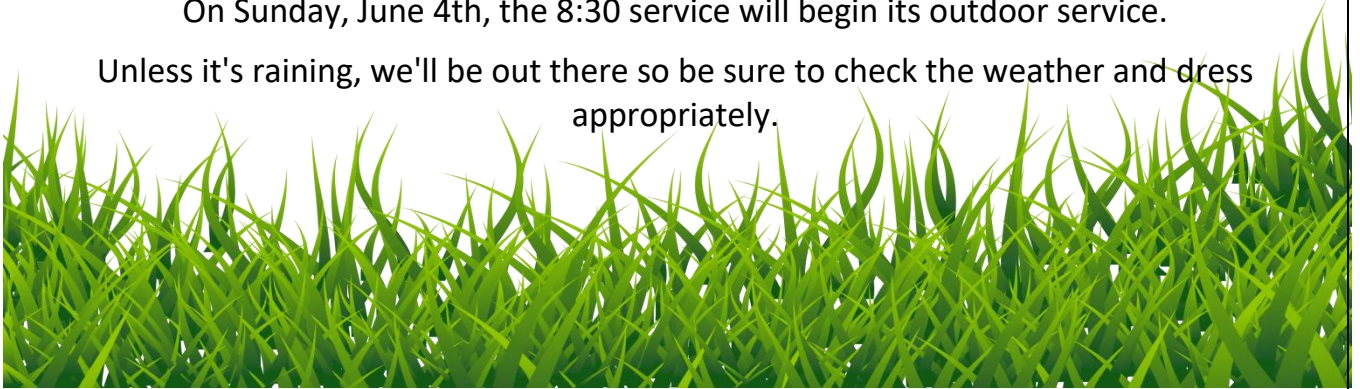 On Sunday, June 4th, the 8:30 service will begin its outdoor service.
Unless it's raining, we'll be out there so be sure to check the weather and dress
appropriately.